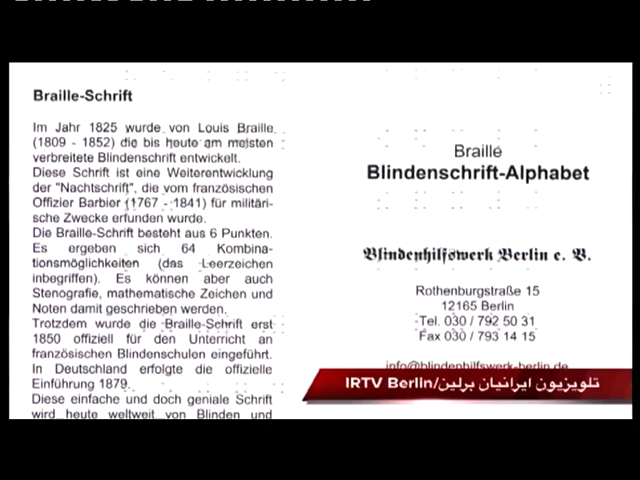 Braille-Schrift
Im Jahr 1825 wurde von Louis Braille
(1809 - 1852) die bis heute am meisten
verbreitete Blindenschrift entwickelt.
Diese Schrift ist eine Weiterentwicklung
der "Nachtschrift", die vom französischen
Offizier Barbier (1767 - 1841) für militäri-
sche Zwecke erfunden wurde.
Die Braille-Schrift besteht aus 6 Punkten.
Es ergeben sich 64 Kombina-
tionsmöglichkeiten (das Leerzeichen
inbegriffen). Es können aber auch
Stenografie, mathematische Zeichen und
Noten damit geschrieben werden.
Trotzdem wurde die Braille-Schrift erst
1850 offiziell für den Unterricht an
französischen Blindenschulen eingeführt.
In Deutschland erfolgte die offizielle
Einführung 1879.
Diese einfache und doch geniale Schrift
wird heute weltweit von Blinden und
Braille
Blindenschrift-Alphabet
Blindenhilfswerk Berlin e. V.
Rothenburgstraße 15
12165 Berlin
Tel. 030 / 792 50 31
Fax 030 / 793 14 15
info@blindenhilfswerk-berlin.de
تلویزیون ایرانیان برلین/IRTV Berlin